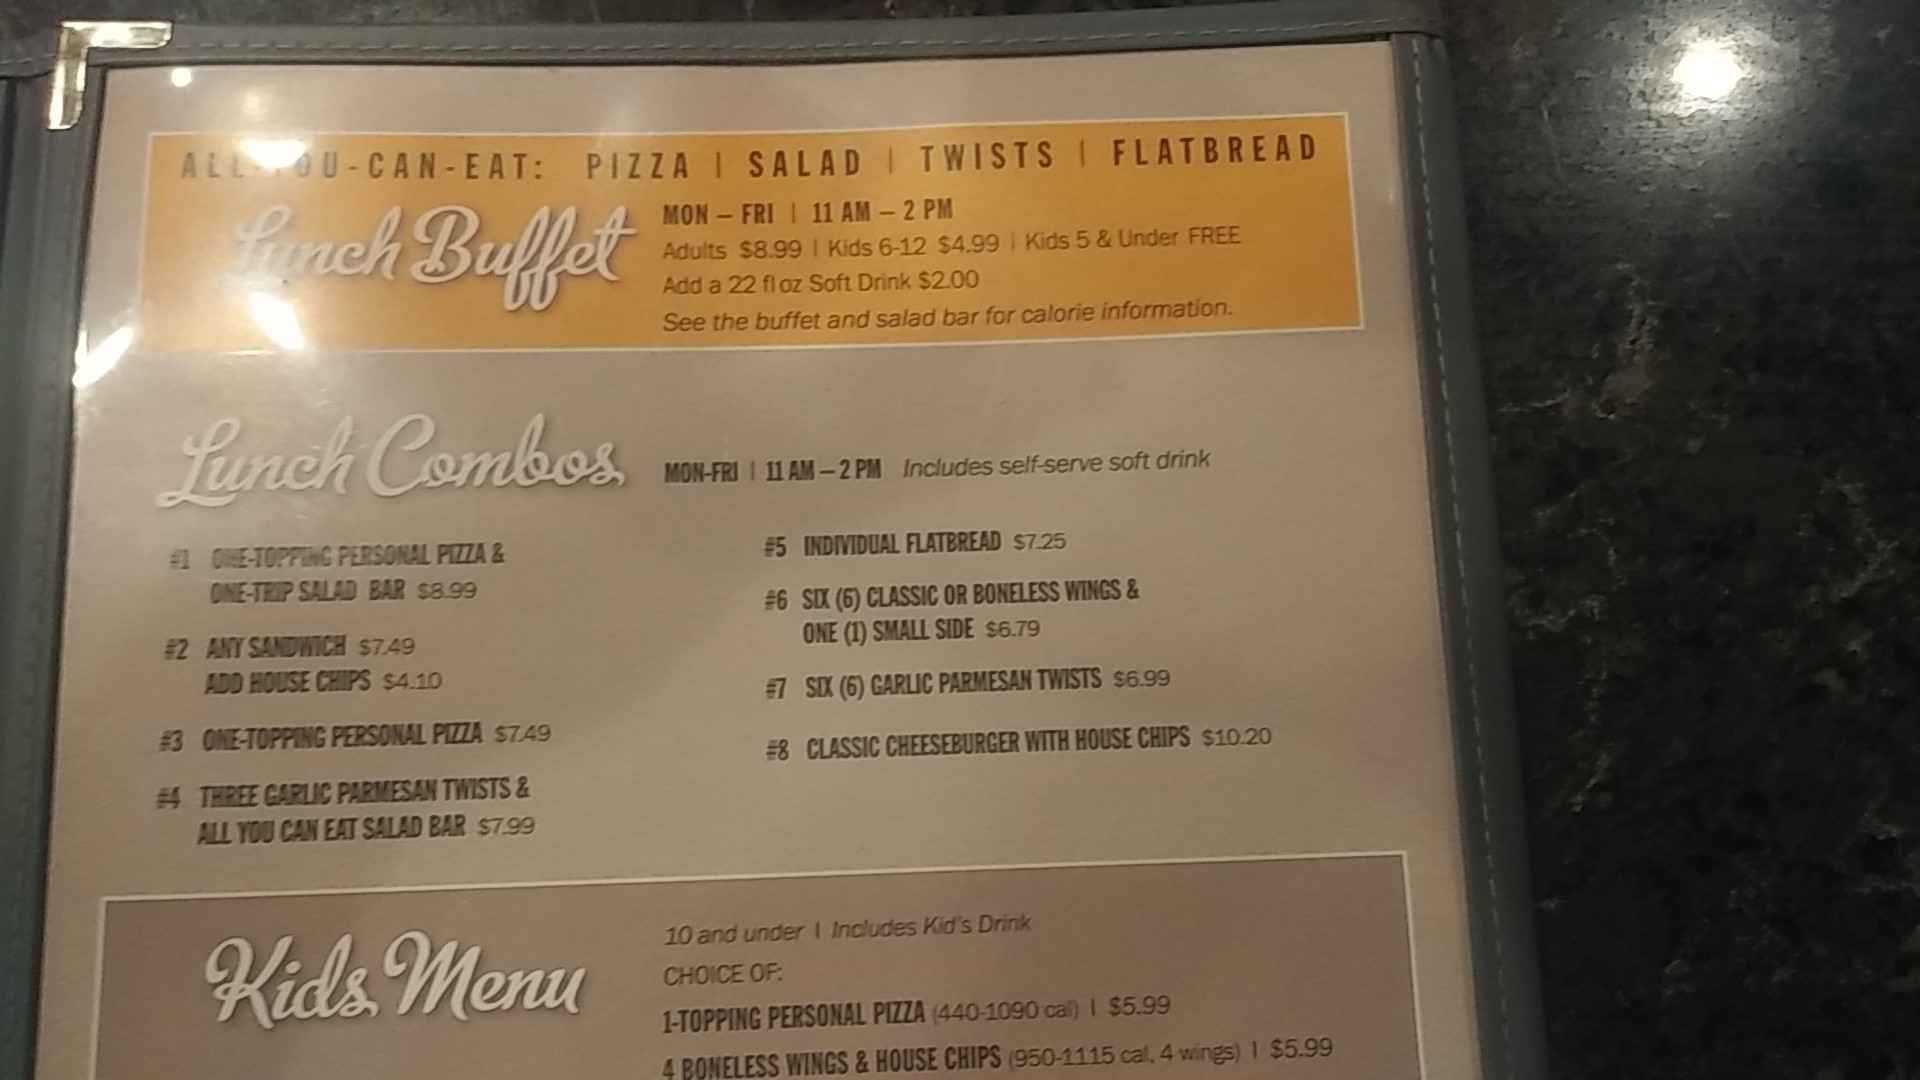 ALL-YOU-CAN-EAT: PIZZA | SALAD | TWISTS | FLATBREAD
Lunch Buffet
MON – FRI | 11 AM – 2 PM
Adults $8.99 | Kids 6-12 $4.99 | Kids 5 & Under FREE
Add a 22 fl oz Soft Drink $2.00
See the buffet and salad bar for calorie information.
Lunch Combos
MON-FRI | 11 AM – 2 PM Includes self-serve soft drink
#1 ONE-TOPPING PERSONAL PIZZA &
ONE-TRIP SALAD BAR $8.99
#2 ANY SANDWICH $7.49
ADD HOUSE CHIPS $4.10
#3 ONE-TOPPING PERSONAL PIZZA $7.49
#4 THREE GARLIC PARMESAN TWISTS &
ALL YOU CAN EAT SALAD BAR $7.99
#5 INDIVIDUAL FLATBREAD $7.25
#6 SIX (6) CLASSIC OR BONELESS WINGS &
ONE (1) SMALL SIDE $6.79
#7 SIX (6) GARLIC PARMESAN TWISTS $6.99
#8 CLASSIC CHEESEBURGER WITH HOUSE CHIPS $10.20
Kids Menu
10 and under | Includes Kid's Drink
CHOICE OF:
1-TOPPING PERSONAL PIZZA (440-1090 cal) | $5.99
4 BONELESS WINGS & HOUSE CHIPS (950-1115 cal, 4 wings) | $5.99